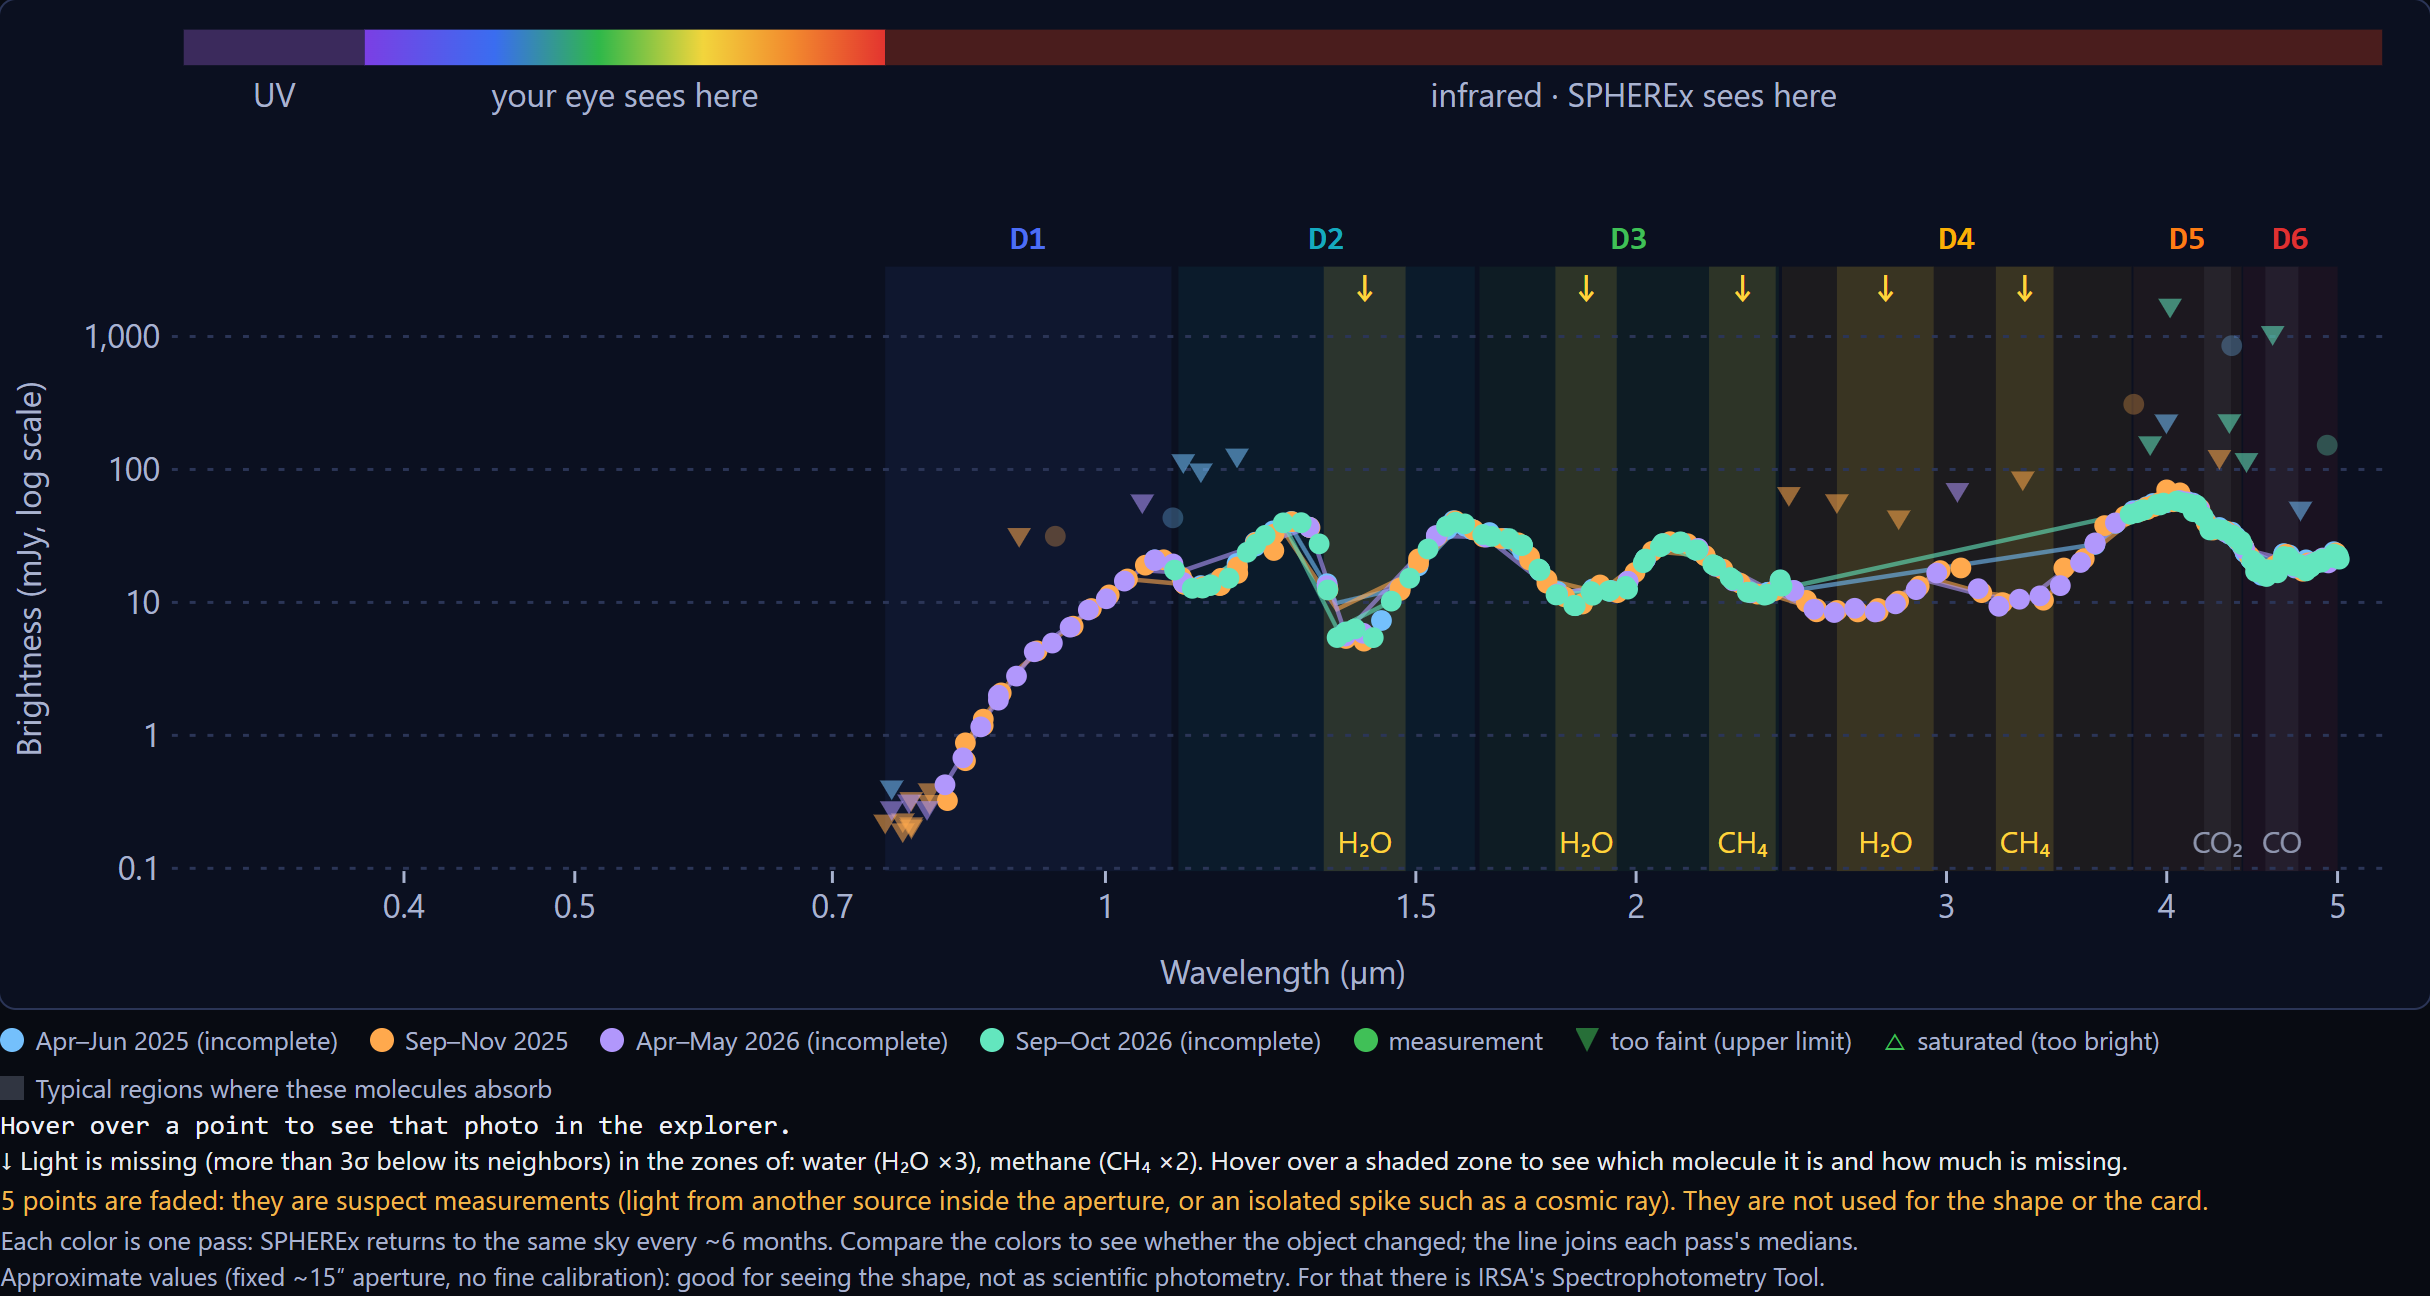 UV
your eye sees here
infrared · SPHEREx sees here
D1 D2 D3 D4 D5 D6
↓ ↓ ↓ ↓ ↓
1,000
100
10
1
0.1
Brightness (mJy, log scale)
H₂O H₂O CH₄ H₂O CH₄ CO₂ CO
0.4 0.5 0.7 1 1.5 2 3 4 5
Wavelength (μm)
Apr–Jun 2025 (incomplete) Sep–Nov 2025 Apr–May 2026 (incomplete) Sep–Oct 2026 (incomplete) measurement too faint (upper limit) saturated (too bright)
Typical regions where these molecules absorb
Hover over a point to see that photo in the explorer.
↓ Light is missing (more than 3σ below its neighbors) in the zones of: water (H₂O ×3), methane (CH₄ ×2). Hover over a shaded zone to see which molecule it is and how much is missing.
5 points are faded: they are suspect measurements (light from another source inside the aperture, or an isolated spike such as a cosmic ray). They are not used for the shape or the card.
Each color is one pass: SPHEREx returns to the same sky every ~6 months. Compare the colors to see whether the object changed; the line joins each pass's medians.
Approximate values (fixed ~15″ aperture, no fine calibration): good for seeing the shape, not as scientific photometry. For that there is IRSA's Spectrophotometry Tool.